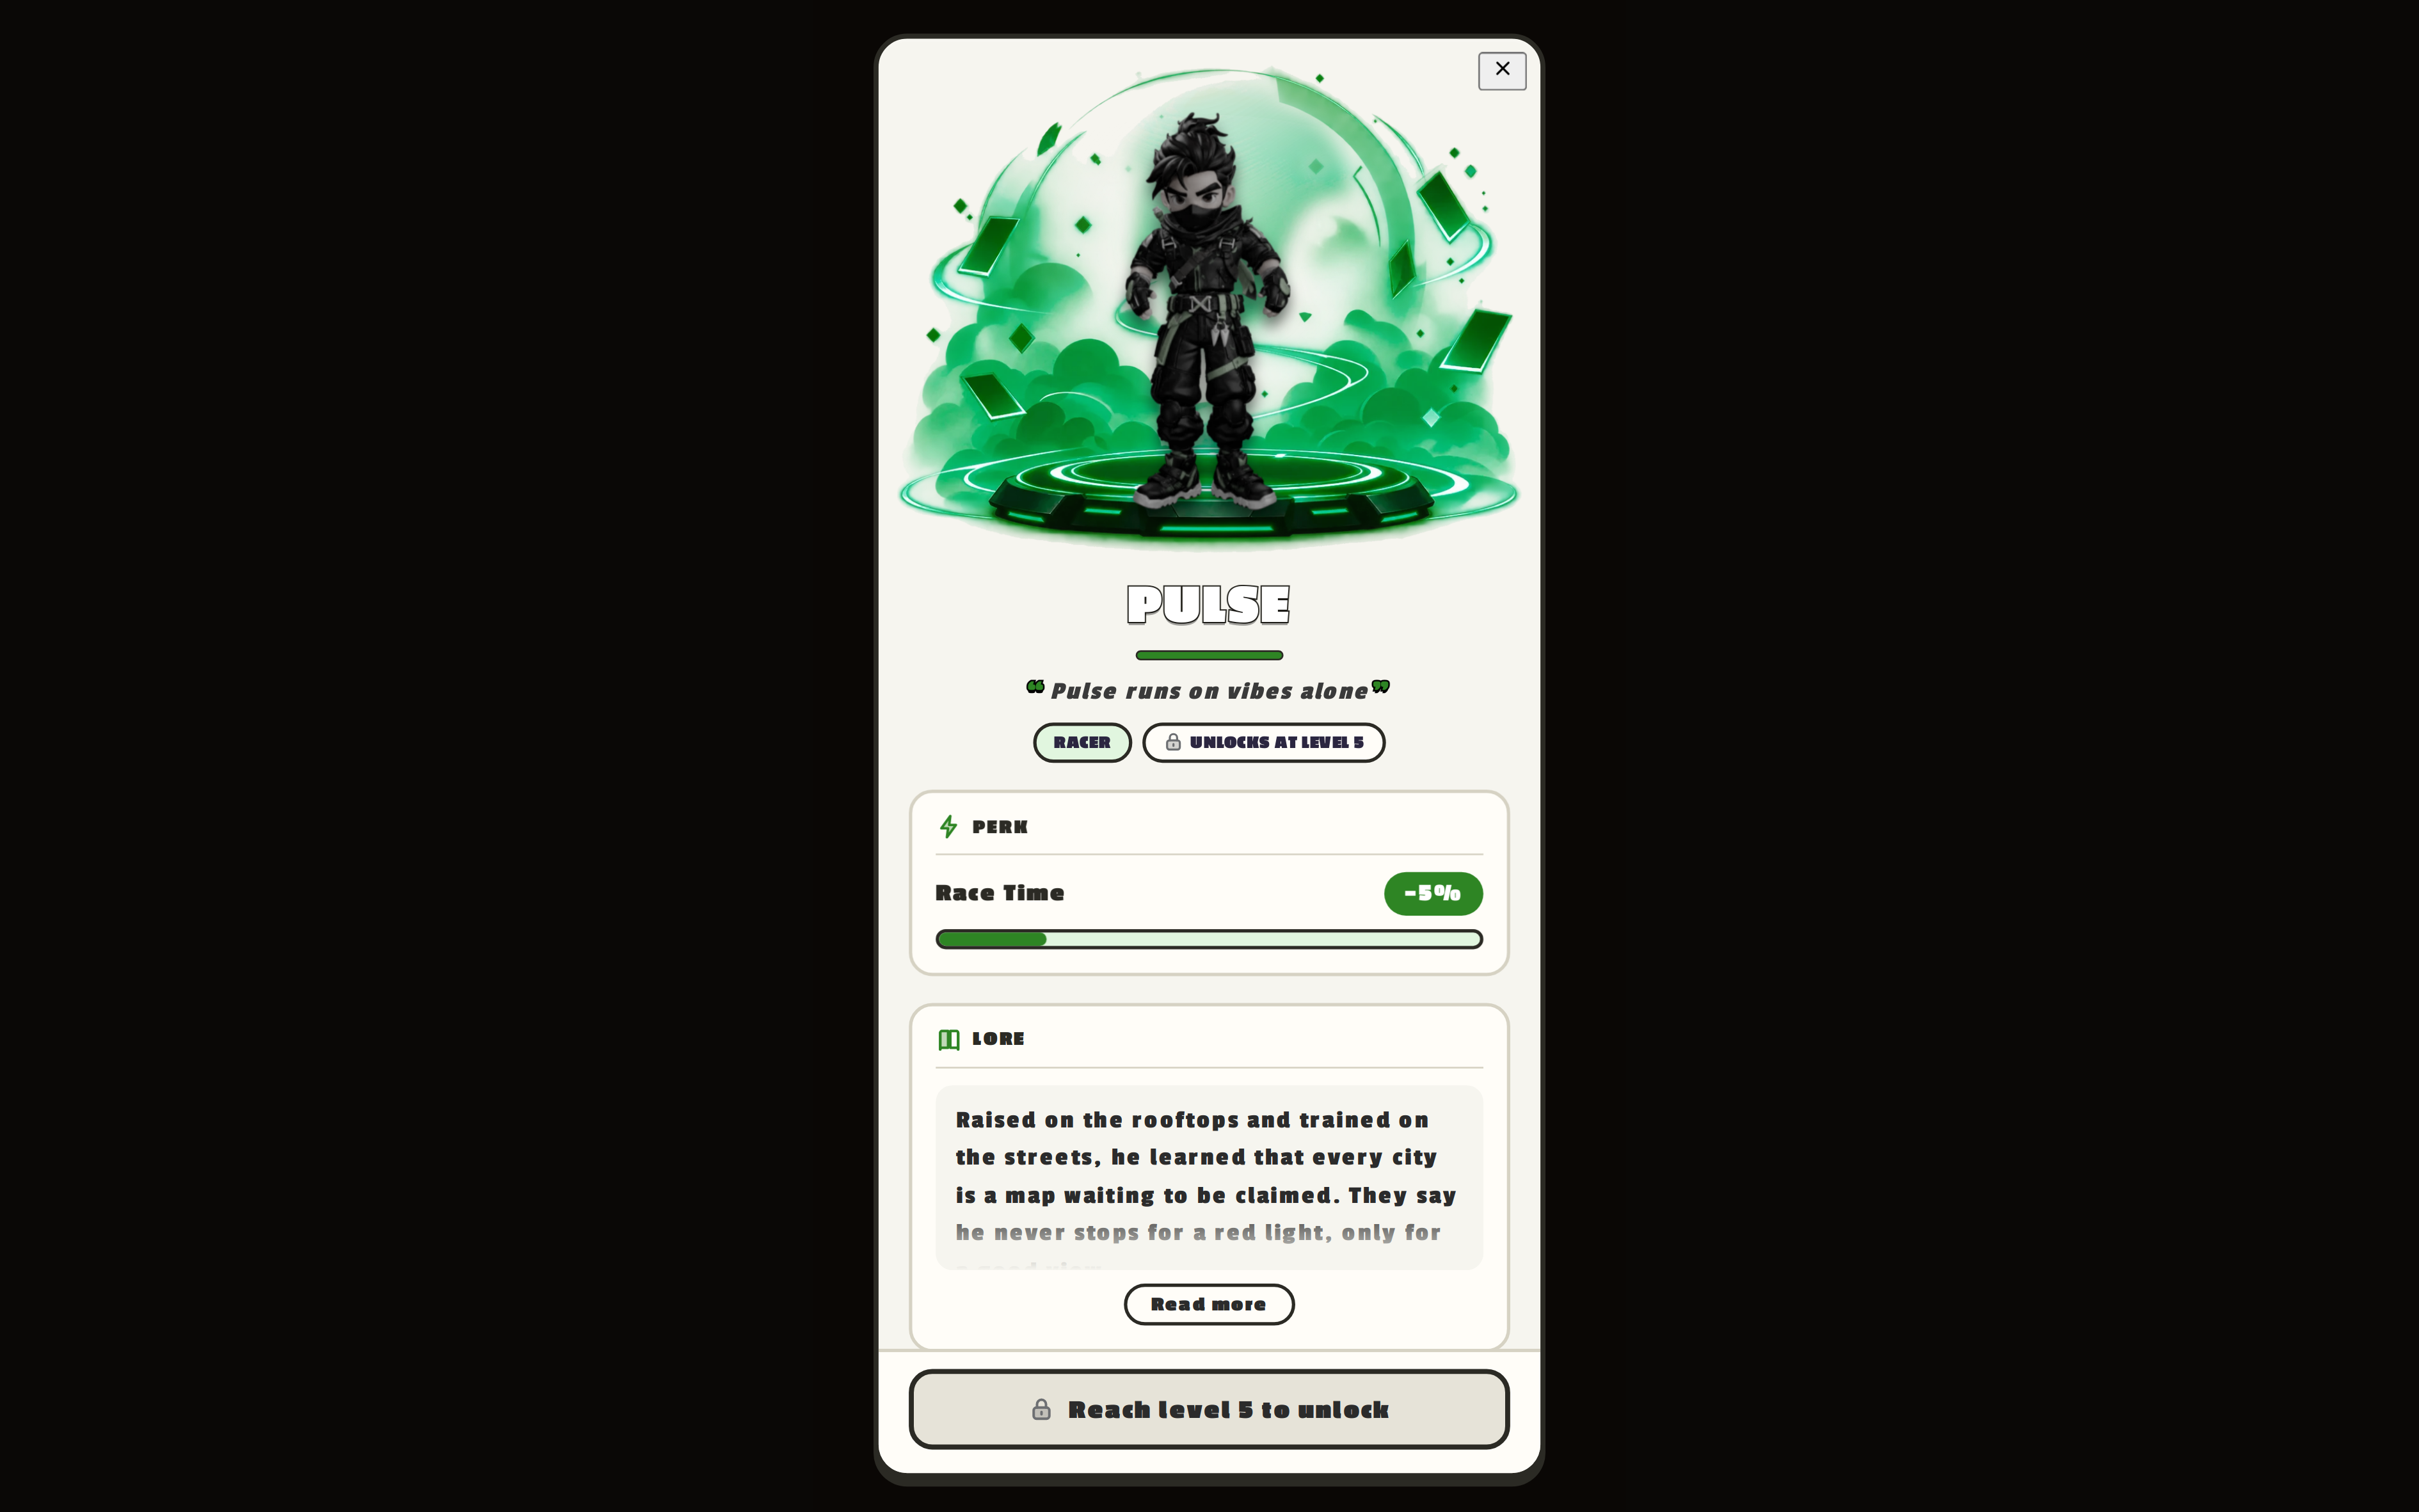 PULSE
❝ Pulse runs on vibes alone ❞
RACER
UNLOCKS AT LEVEL 5
PERK
Race Time
-5%
LORE
Raised on the rooftops and trained on
the streets, he learned that every city
is a map waiting to be claimed. They say
he never stops for a red light, only for
Read more
Reach level 5 to unlock